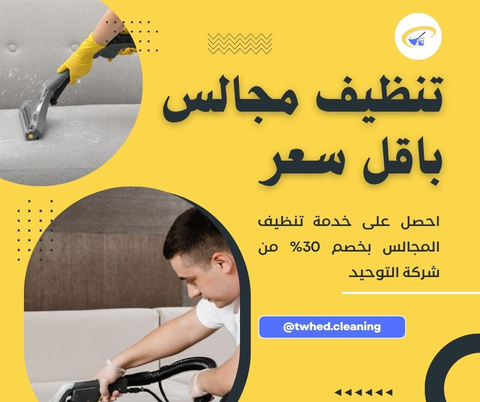 تنظيف مجالس
باقل سعر
احصل على خدمة تنظيف
المجالس بخصم 30% من
شركة التوحيد
@twhed.cleaning